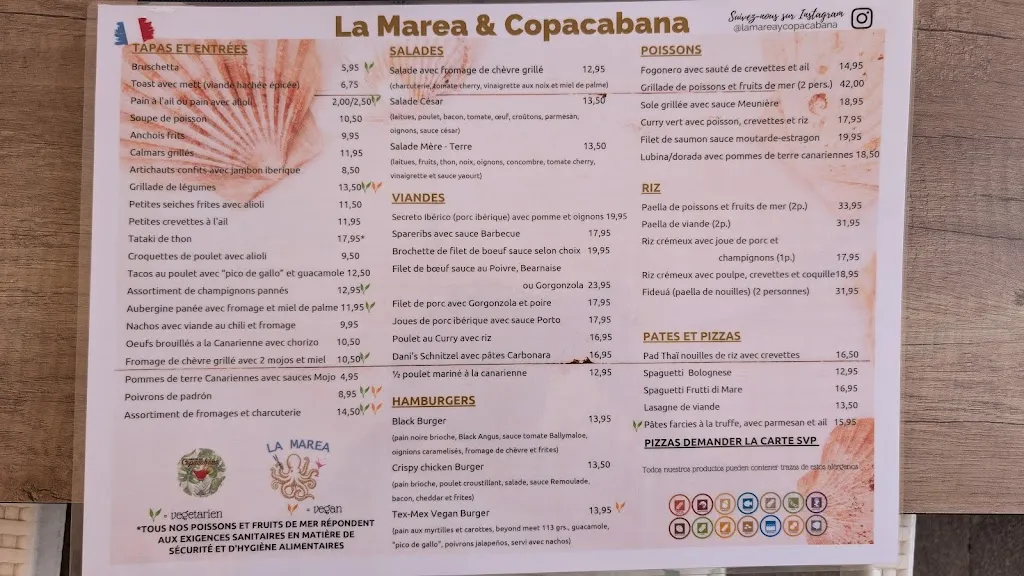 La Marea & Copacabana
Suivez-nous sur Instagram
@lamareaycopacabana
TAPAS ET ENTRÉES
Bruschetta 5,95
Toast avec mett (viande hachée épicée) 6,75
Pain à l'ail ou pain avec alioli 2,00/2,50
Soupe de poisson 10,50
Anchois frits 9,95
Calmars grillés 11,95
Artichauts confits avec jambon iberique 8,50
Grillade de légumes 13,50
Petites seiches frites avec alioli 11,50
Petites crevettes à l'ail 11,95
Tataki de thon 17,95*
Croquettes de poulet avec alioli 9,50
Tacos au poulet avec "pico de gallo" et guacamole 12,50
Assortiment de champignons pannés 12,95
Aubergine panée avec fromage et miel de palme 11,95
Nachos avec viande au chili et fromage 9,95
Oeufs brouillés a la Canarienne avec chorizo 10,50
Fromage de chèvre grillé avec 2 mojos et miel 10,50
Pommes de terre Canariennes avec sauces Mojo 4,95
Poivrons de padrón 8,95
Assortiment de fromages et charcuterie 14,50
LA MAREA
= vegetarien
= vegan
*TOUS NOS POISSONS ET FRUITS DE MER RÉPONDENT
AUX EXIGENCES SANITAIRES EN MATIÈRE DE
SÉCURITÉ ET D'HYGIÈNE ALIMENTAIRES
SALADES
Salade avec fromage de chèvre grillé 12,95
(charcuterie, tomate cherry, vinaigrette aux noix et miel de palme)
Salade César 13,50
(laitues, poulet, bacon, tomate, œuf, croûtons, parmesan,
oignons, sauce césar)
Salade Mère - Terre 13,50
(laitues, fruits, thon, noix, oignons, concombre, tomate cherry,
vinaigrette et sauce yaourt)
VIANDES
Secreto Ibérico (porc ibérique) avec pomme et oignons 19,95
Spareribs avec sauce Barbecue 17,95
Brochette de filet de boeuf sauce selon choix 19,95
Filet de bœuf sauce au Poivre, Bearnaise
ou Gorgonzola 23,95
Filet de porc avec Gorgonzola et poire 17,95
Joues de porc ibérique avec sauce Porto 17,95
Poulet au Curry avec riz 16,95
Dani's Schnitzel avec pâtes Carbonara 16,95
½ poulet mariné à la canarienne 12,95
HAMBURGERS
Black Burger 13,95
(pain noire brioche, Black Angus, sauce tomate Ballymaloe,
oignions caramelisés, fromage de chèvre et frites)
Crispy chicken Burger 13,50
(pain brioche, poulet croustillant, salade, sauce Remoulade,
bacon, cheddar et frites)
Tex-Mex Vegan Burger 13,95
(pain aux myrtilles et carottes, beyond meet 113 grs., guacamole,
"pico de gallo", poivrons jalapeños, servi avec nachos)
POISSONS
Fogonero avec sauté de crevettes et ail 14,95
Grillade de poissons et fruits de mer (2 pers.) 42,00
Sole grillée avec sauce Meunière 18,95
Curry vert avec poisson, crevettes et riz 17,95
Filet de saumon sauce moutarde-estragon 19,95
Lubina/dorada avec pommes de terre canariennes 18,50
RIZ
Paella de poissons et fruits de mer (2p.) 33,95
Paella de viande (2p.) 31,95
Riz crémeux avec joue de porc et
champignons (1p.) 17,95
Riz crémeux avec poulpe, crevettes et coquille 18,95
Fideuá (paella de nouilles) (2 personnes) 31,95
PATES ET PIZZAS
Pad Thaï nouilles de riz avec crevettes 16,50
Spaguetti Bolognese 12,95
Spaguetti Frutti di Mare 16,95
Lasagne de viande 13,50
Pâtes farcies à la truffe, avec parmesan et ail 15,95
PIZZAS DEMANDER LA CARTE SVP
Todos nuestros productos pueden contener trazas de estos alérgenos